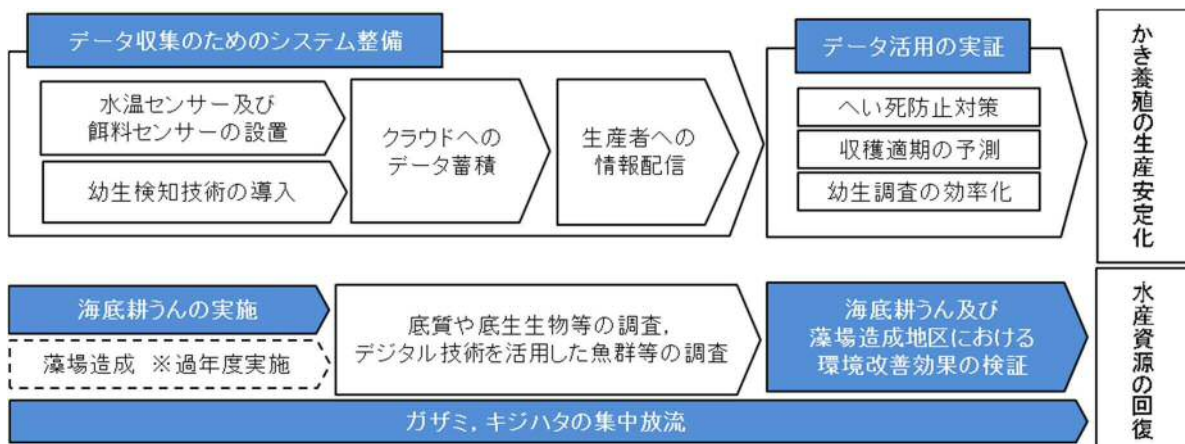 データ収集のためのシステム整備
水温センサー及び
餌料センサーの設置
幼生検知技術の導入
クラウドへの
データ蓄積
生産者への
情報配信
データ活用の実証
へい死防止対策
収穫適期の予測
幼生調査の効率化
かき養殖の生産安定化
海底耕うんの実施
藻場造成 ※過年度実施
底質や底生生物等の調査，
デジタル技術を活用した魚群等の調査
海底耕うん及び
藻場造成地区における
環境改善効果の検証
ガザミ，キジハタの集中放流
水産資源の回復